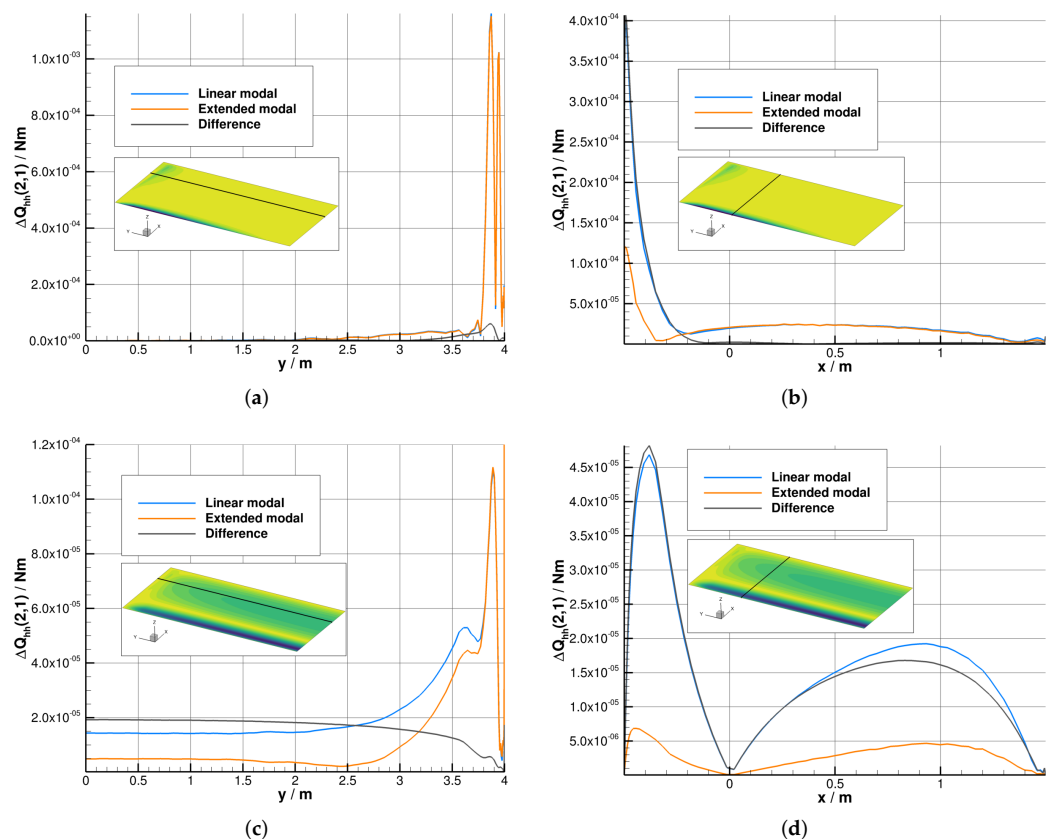 1.0x10⁻⁰³
8.0x10⁻⁰⁴
6.0x10⁻⁰⁴
4.0x10⁻⁰⁴
2.0x10⁻⁰⁴
0.0x10⁺⁰⁰
ΔQhh(2,1) / Nm
Linear modal
Extended modal
Difference
Z
Y
X
0 0.5 1 1.5 2 2.5 3 3.5 4
y / m
(a)
4.0x10⁻⁰⁴
3.5x10⁻⁰⁴
3.0x10⁻⁰⁴
2.5x10⁻⁰⁴
2.0x10⁻⁰⁴
1.5x10⁻⁰⁴
1.0x10⁻⁰⁴
5.0x10⁻⁰⁵
ΔQhh(2,1) / Nm
Linear modal
Extended modal
Difference
Z
Y
X
0 0.5 1
x / m
(b)
1.2x10⁻⁰⁴
1.0x10⁻⁰⁴
8.0x10⁻⁰⁵
6.0x10⁻⁰⁵
4.0x10⁻⁰⁵
2.0x10⁻⁰⁵
ΔQhh(2,1) / Nm
Linear modal
Extended modal
Difference
Z
Y
X
0 0.5 1 1.5 2 2.5 3 3.5 4
y / m
(c)
4.5x10⁻⁰⁵
4.0x10⁻⁰⁵
3.5x10⁻⁰⁵
3.0x10⁻⁰⁵
2.5x10⁻⁰⁵
2.0x10⁻⁰⁵
1.5x10⁻⁰⁵
1.0x10⁻⁰⁵
5.0x10⁻⁰⁶
ΔQhh(2,1) / Nm
Linear modal
Extended modal
Difference
Z
Y
X
0 0.5 1
x / m
(d)